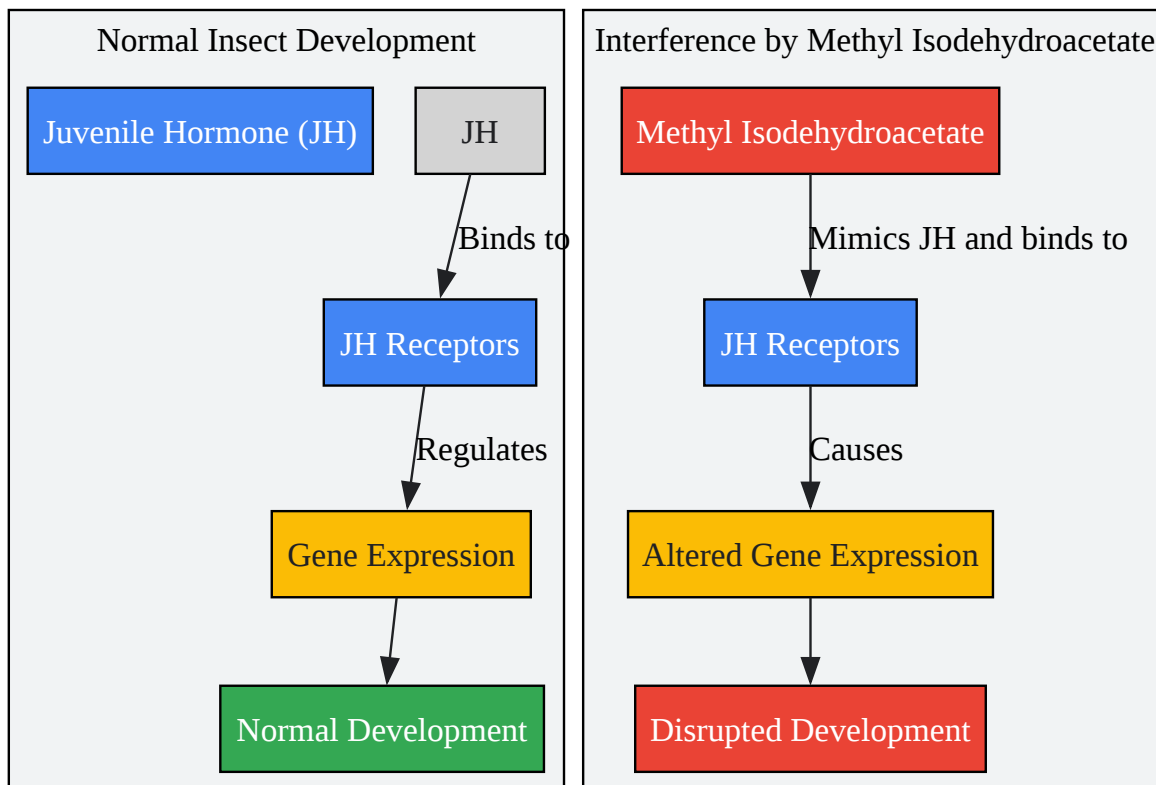 Normal Insect Development
Juvenile Hormone (JH)
JH
Binds to
JH Receptors
Regulates
Gene Expression
Normal Development
Interference by Methyl Isodehydroacetate
Methyl Isodehydroacetate
Mimics JH and binds to
JH Receptors
Causes
Altered Gene Expression
Disrupted Development